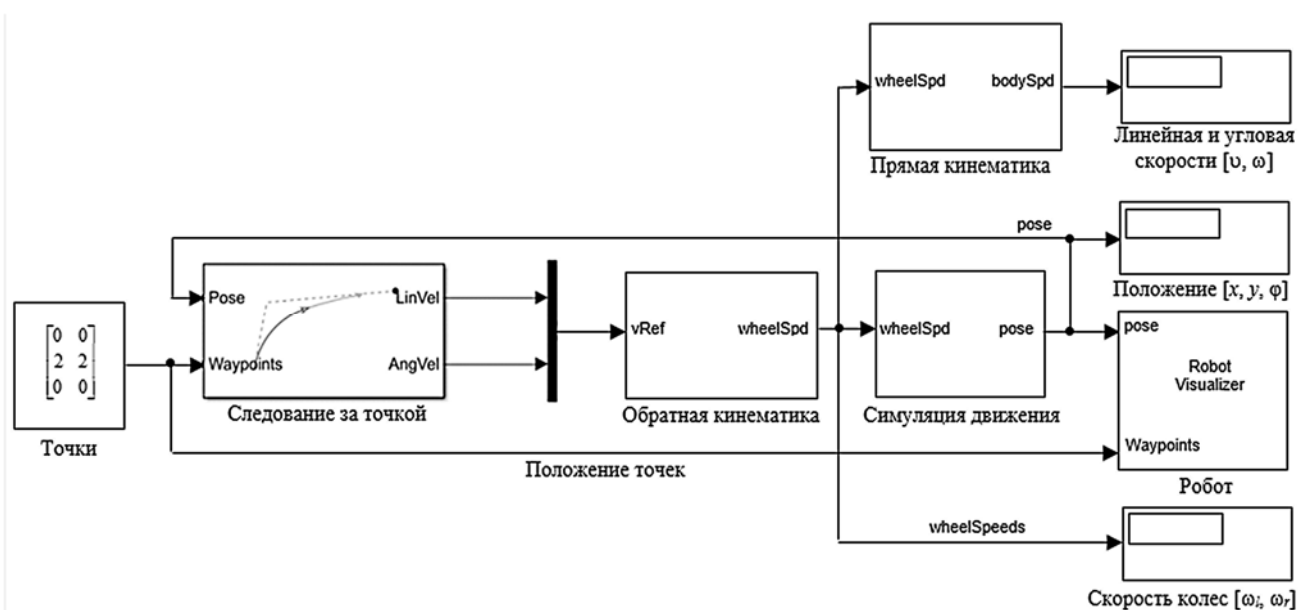 wheelSpd bodySpd
Прямая кинематика
Линейная и угловая
скорости [υ, ω]
pose
Положение [x, y, φ]
Pose LinVel
Waypoints AngVel
Следование за точкой
0 0
2 2
0 0
Точки
vRef wheelSpd
Обратная кинематика
wheelSpd pose
Симуляция движения
pose
Robot
Visualizer
Waypoints
Робот
Положение точек
wheelSpeeds
Скорость колес [ωl, ωr]